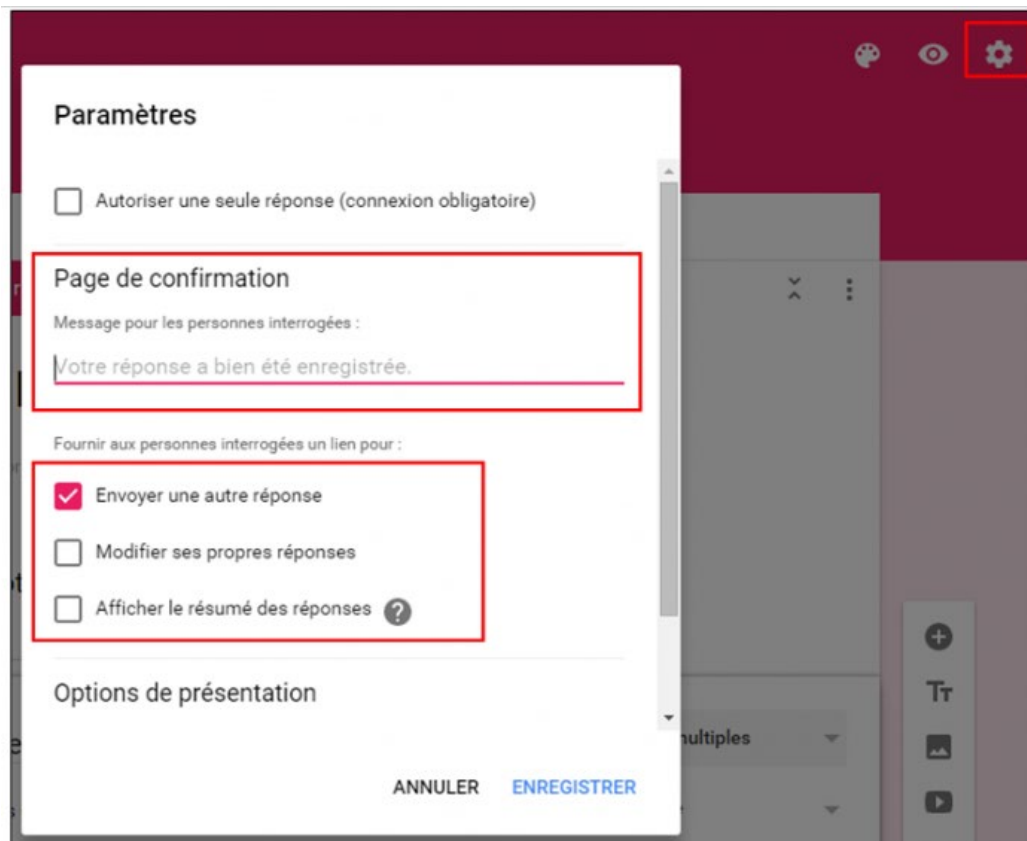 Paramètres
Autoriser une seule réponse (connexion obligatoire)
Page de confirmation
Message pour les personnes interrogées :
Votre réponse a bien été enregistrée.
Fournir aux personnes interrogées un lien pour :
Envoyer une autre réponse
Modifier ses propres réponses
Afficher le résumé des réponses ?
Options de présentation
ANNULER ENREGISTRER
Tт